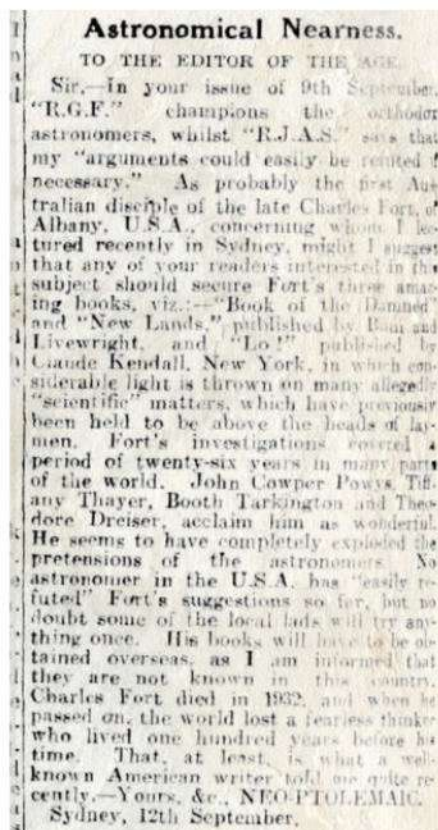 Astronomical Nearness.
TO THE EDITOR OF THE AGE.
Sir,—In your issue of 9th September,
"R.G.F." champions the orthodox
astronomers, whilst "R.J.A.S." says that
my "arguments could easily be refuted if
necessary." As probably the first Aus-
tralian disciple of the late Charles Fort, of
Albany, U.S.A., concerning whom I lec-
tured recently in Sydney, might I suggest
that any of your readers interested in this
subject should secure Fort's three amaz-
ing books, viz.:—"Book of the Damned"
and "New Lands," published by Boni and
Livewright, and "Lo!" published by
Claude Kendall, New York, in which con-
siderable light is thrown on many allegedly
"scientific" matters, which have previously
been held to be above the heads of lay-
men. Fort's investigations covered a
period of twenty-six years in many parts
of the world. John Cowper Powys, Tiff-
any Thayer, Booth Tarkington and Theo-
dore Dreiser, acclaim him as wonderful.
He seems to have completely exploded the
pretensions of the astronomers. No
astronomer in the U.S.A. has "easily re-
futed" Fort's suggestions so far, but no
doubt some of the local lads will try any-
thing once. His books will have to be ob-
tained overseas, as I am informed that
they are not known in this country.
Charles Fort died in 1932, and when he
passed on, the world lost a fearless thinker
who lived one hundred years before his
time. That, at least, is what a well-
known American writer told me quite re-
cently.—Yours, &c., NEO-PTOLEMAIC.
Sydney, 12th September.